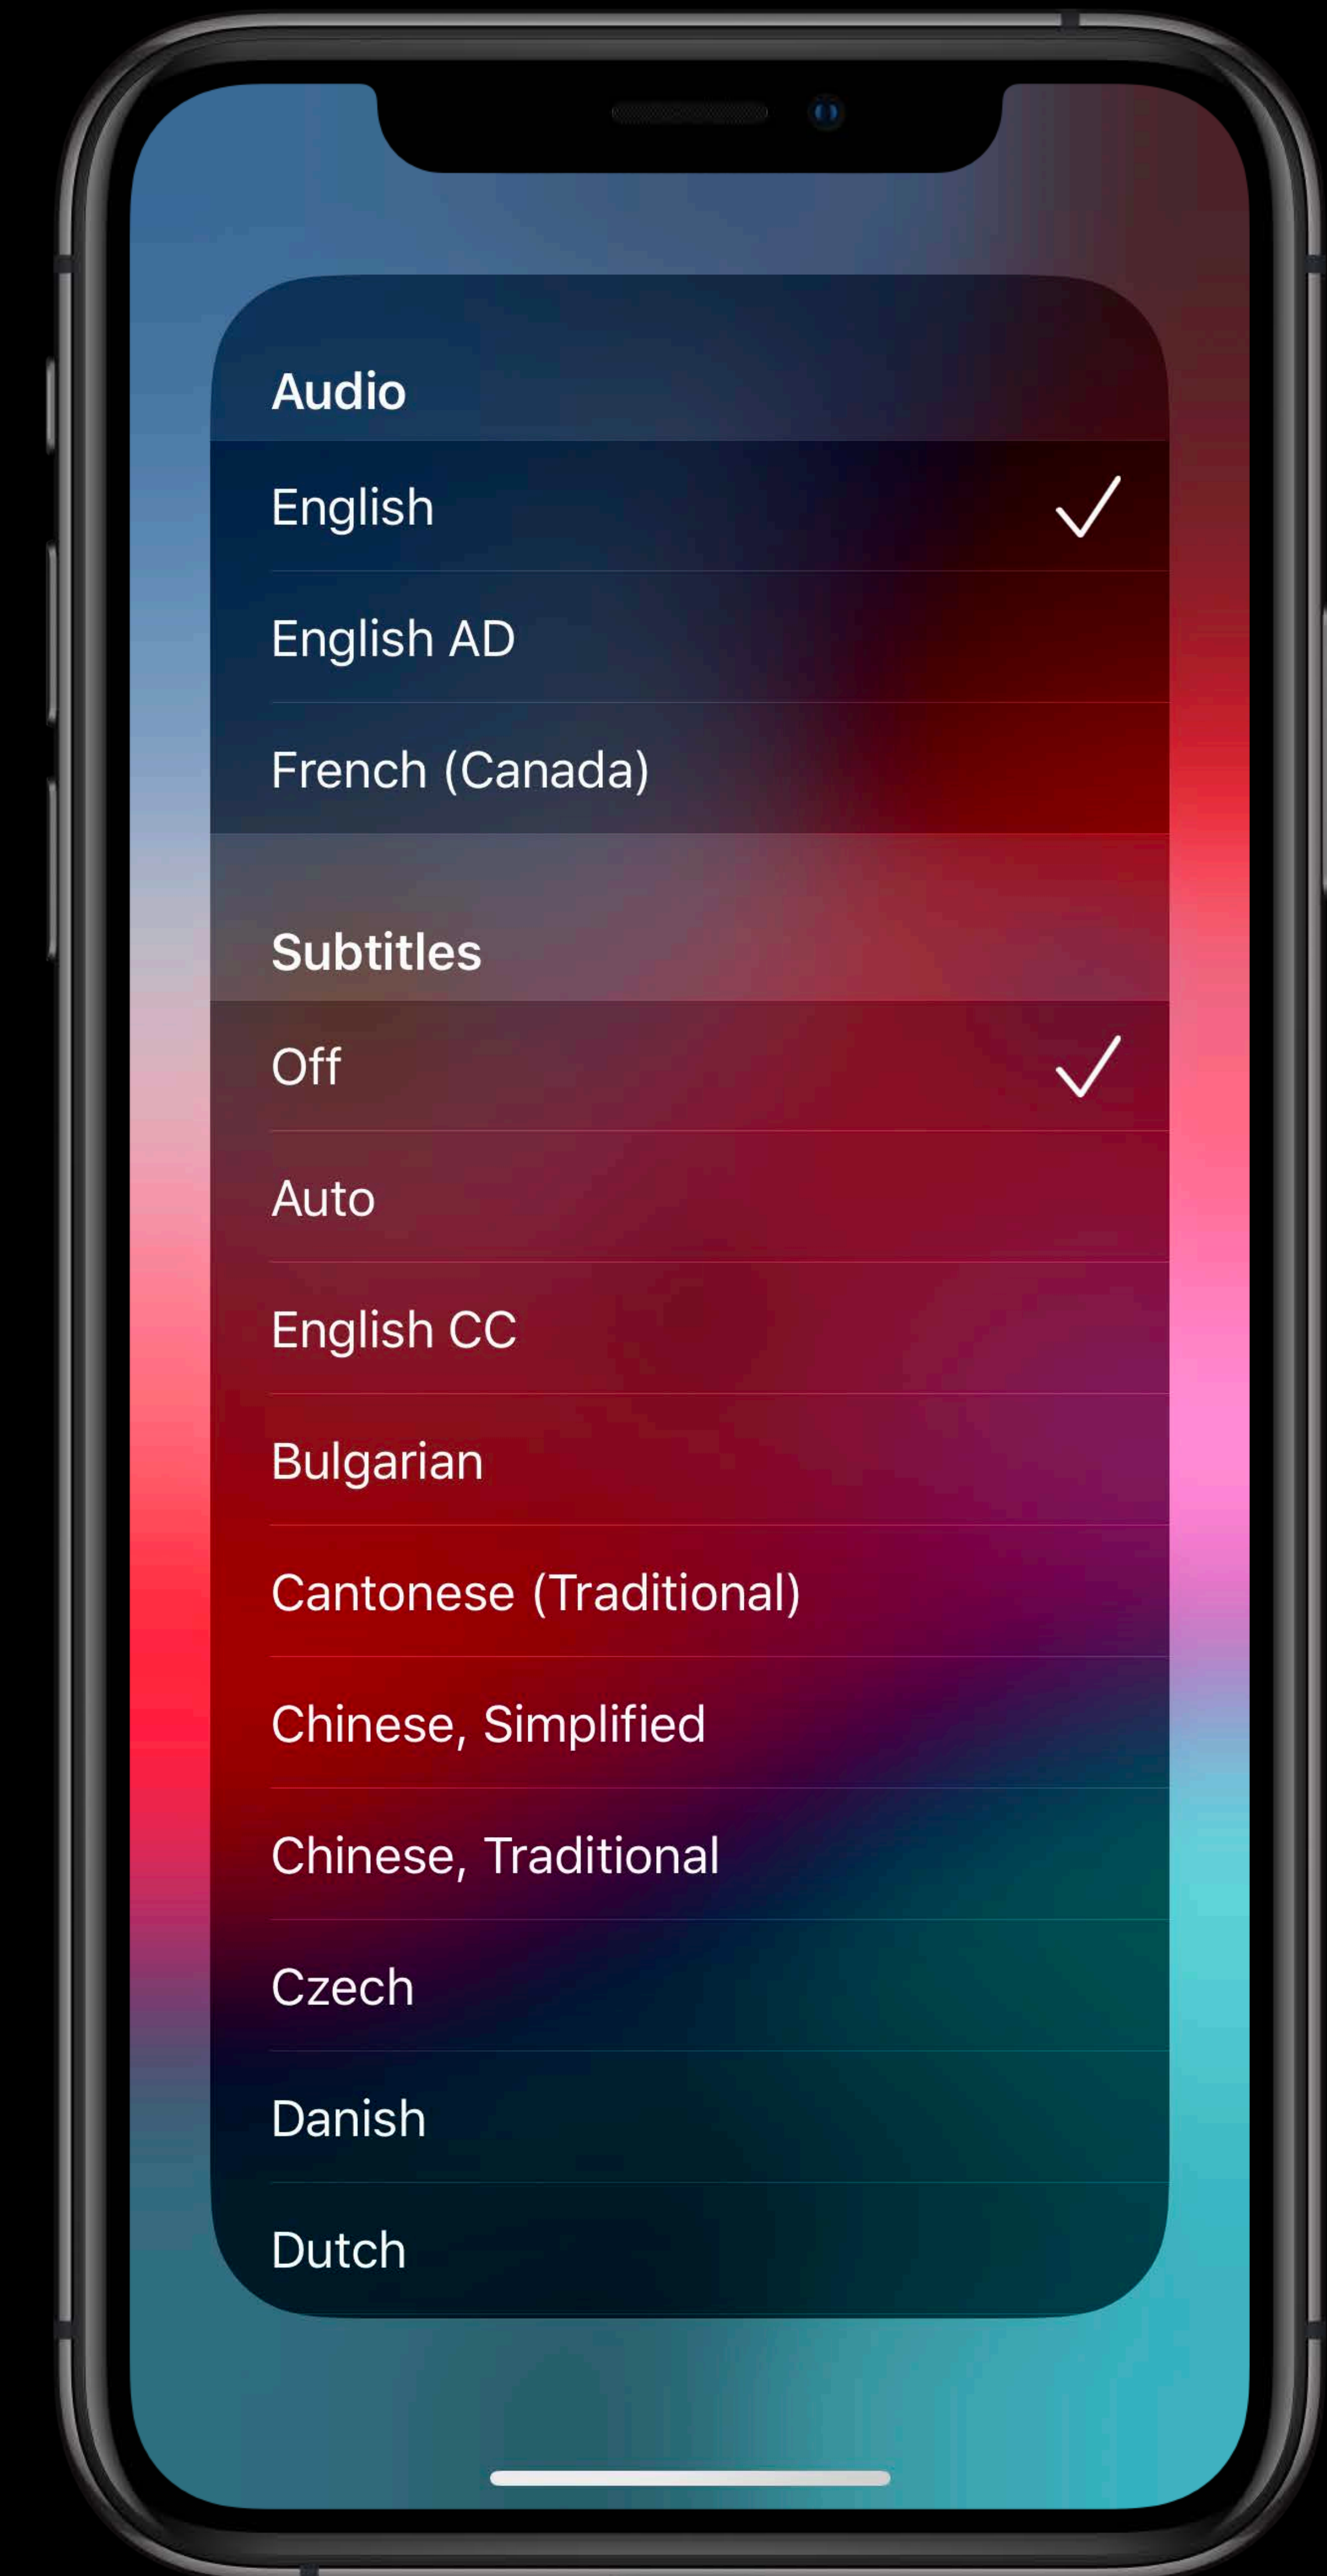 Audio
English
English AD
French (Canada)
Subtitles
Off
Auto
English CC
Bulgarian
Cantonese (Traditional)
Chinese, Simplified
Chinese, Traditional
Czech
Danish
Dutch